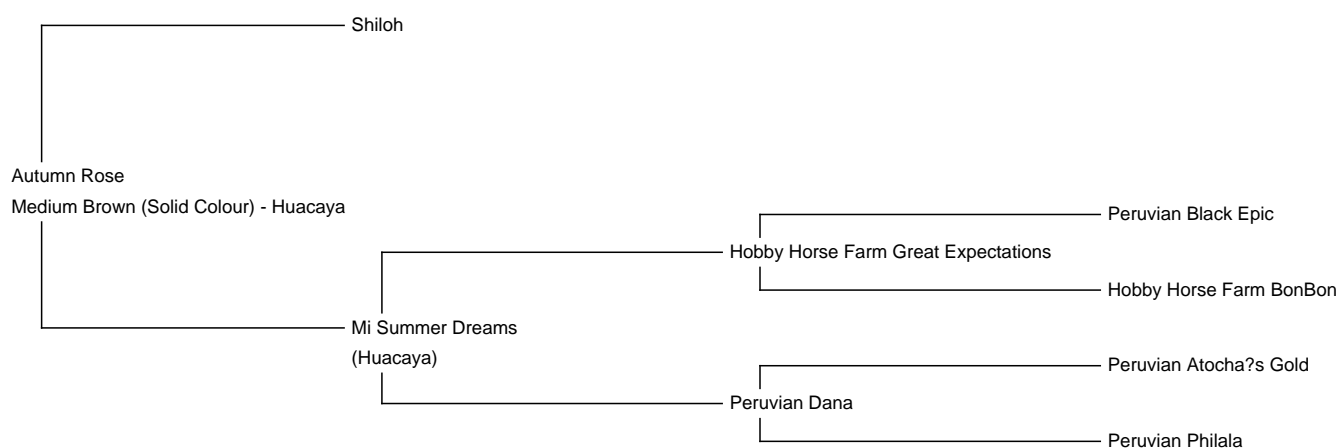 Shiloh
Autumn Rose
Medium Brown (Solid Colour) - Huacaya
Peruvian Black Epic
Hobby Horse Farm Great Expectations
Hobby Horse Farm BonBon
Mi Summer Dreams
(Huacaya)
Peruvian Atocha?s Gold
Peruvian Dana
Peruvian Philala